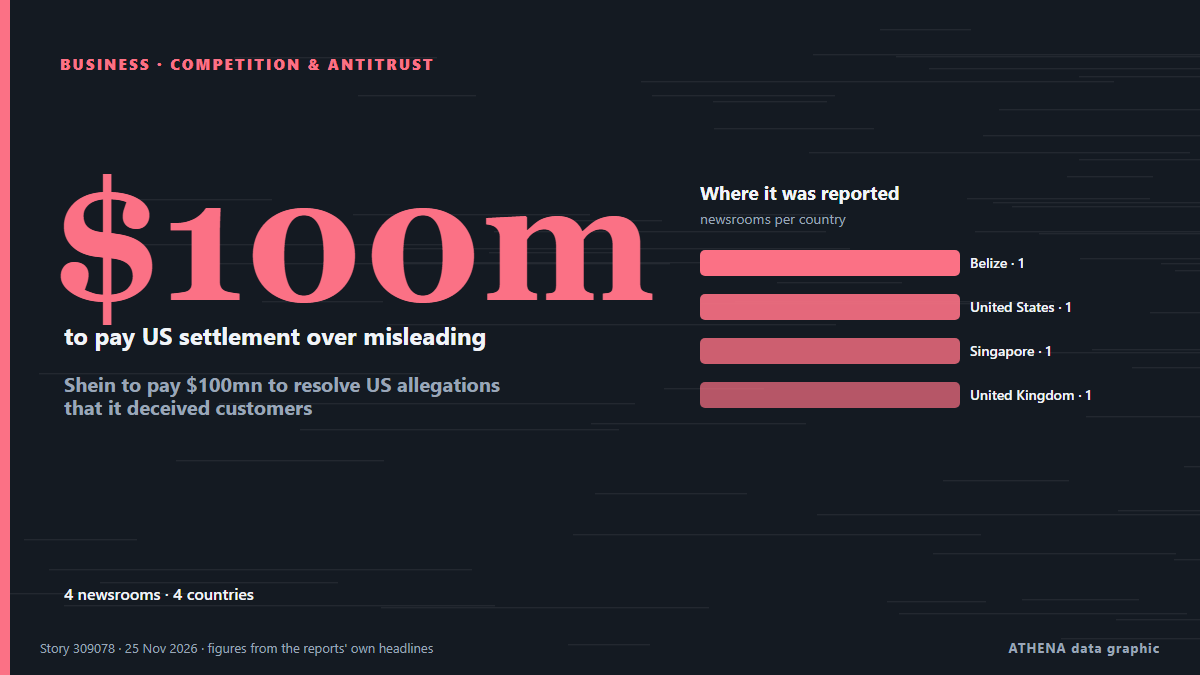 BUSINESS · COMPETITION & ANTITRUST
$100m
to pay US settlement over misleading
Shein to pay $100mn to resolve US allegations
that it deceived customers
Where it was reported
newsrooms per country
Belize · 1
United States · 1
Singapore · 1
United Kingdom · 1
4 newsrooms · 4 countries
Story 309078 · 25 Nov 2026 · figures from the reports' own headlines
ATHENA data graphic